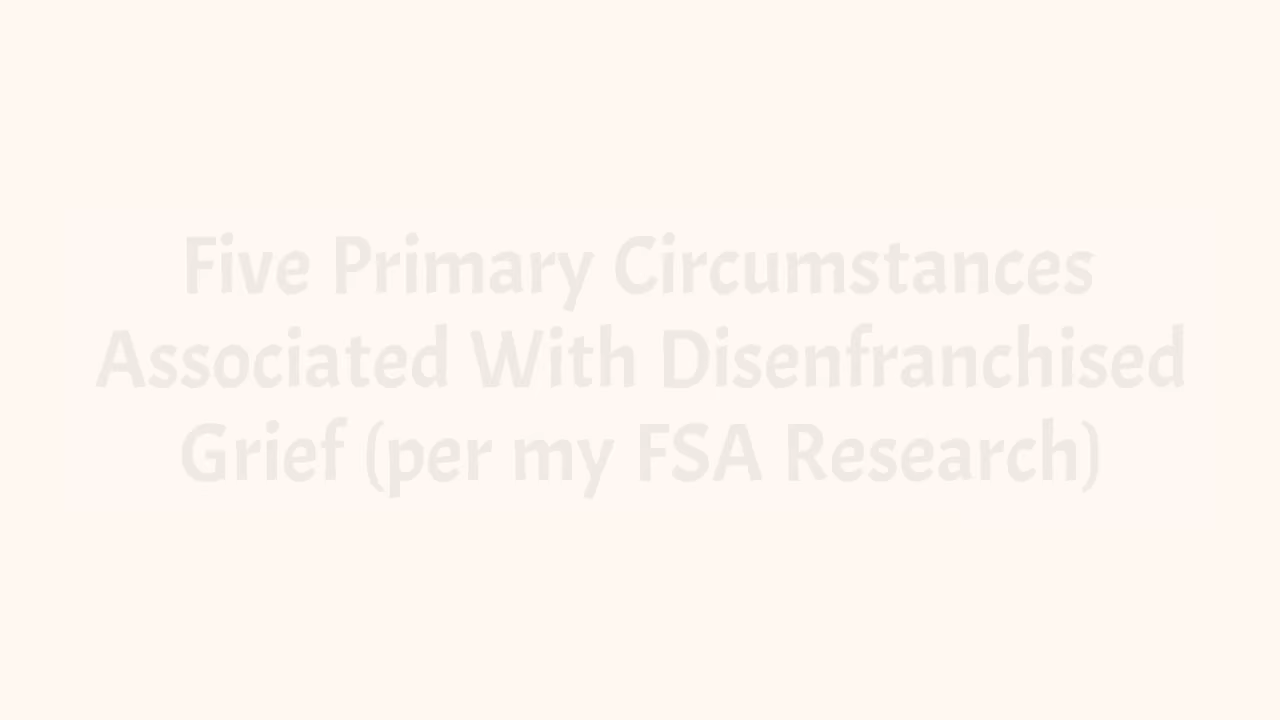 Five Primary Circumstances
Associated With Disenfranchised
Grief (per my FSA Research)